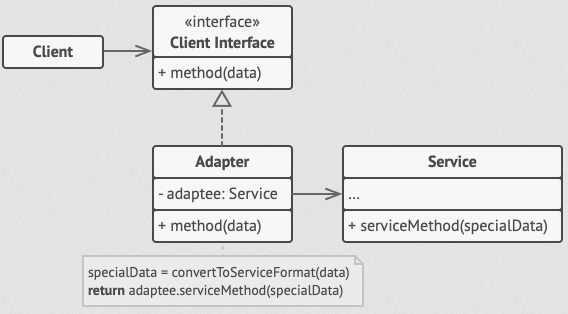 «interface»
Client
Client Interface
+ method(data)
Adapter
Service
- adaptee: Service
...
+ method(data)
+ serviceMethod(specialData)
specialData = convertToServiceFormat(data)
return adaptee.serviceMethod(specialData)